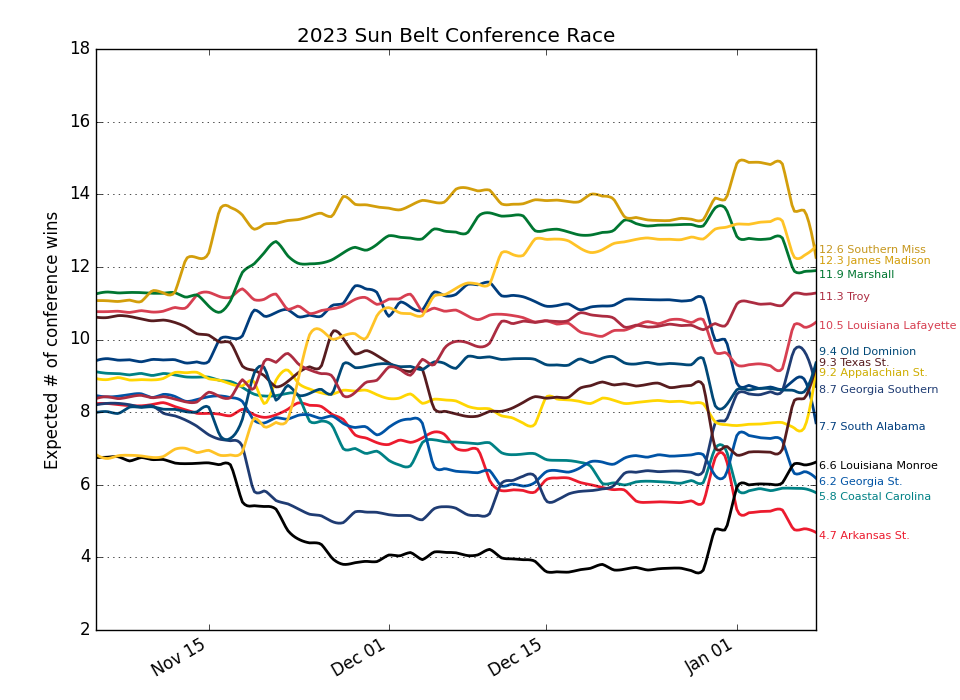 2023 Sun Belt Conference Race
Expected # of conference wins
18
16
14
12
10
8
6
4
2
Nov 15
Dec 01
Dec 15
Jan 01
12.6 Southern Miss
12.3 James Madison
11.9 Marshall
11.3 Troy
10.5 Louisiana Lafayette
9.4 Old Dominion
9.3 Texas St.
9.2 Appalachian St.
8.7 Georgia Southern
7.7 South Alabama
6.6 Louisiana Monroe
6.2 Georgia St.
5.8 Coastal Carolina
4.7 Arkansas St.